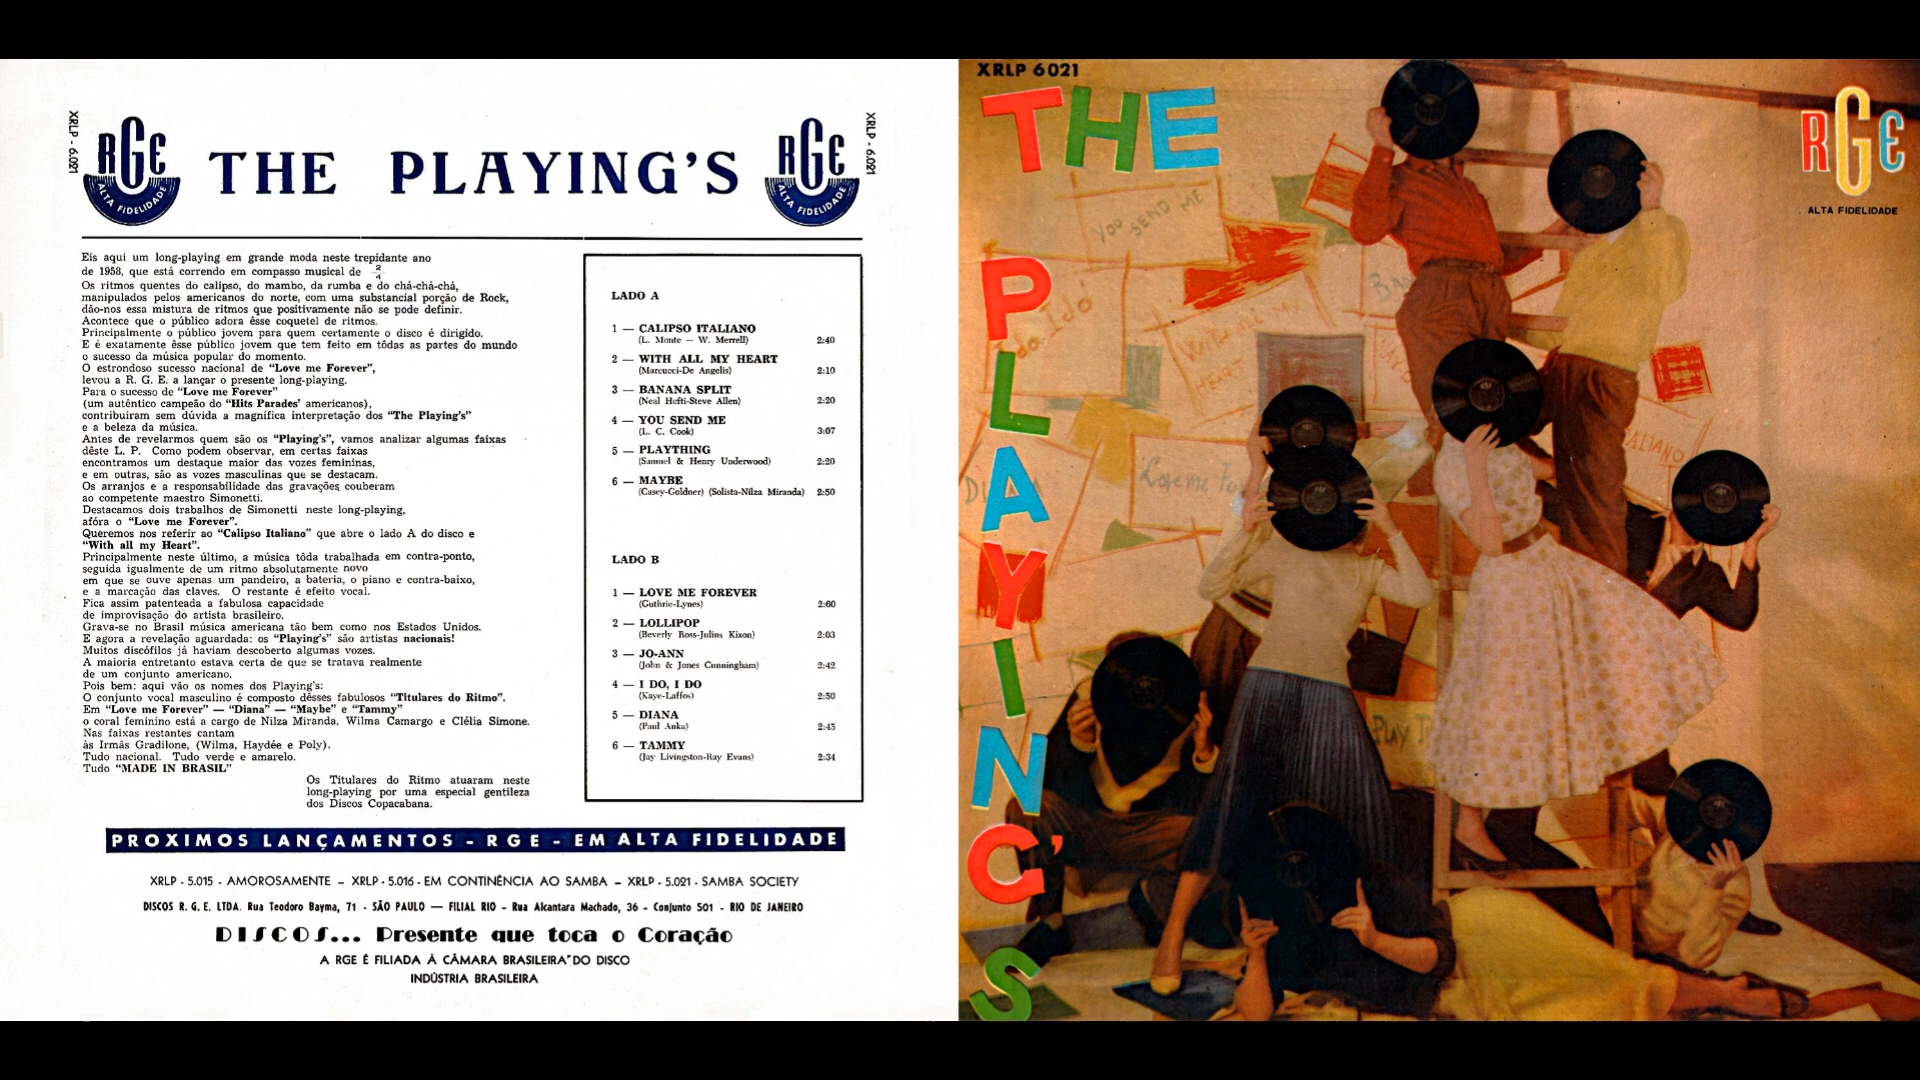 XRLP - 6.021
RGE
ALTA FIDELIDADE
THE PLAYING'S
RGE
ALTA FIDELIDADE
XRLP - 6.021
Eis aqui um long-playing em grande moda neste trepidante ano
de 1958, que está correndo em compasso musical de 2/4
Os ritmos quentes do calipso, do mambo, da rumba e do chá-chá-chá,
manipulados pelos americanos do norte, com uma substancial porção de Rock,
dão-nos essa mistura de ritmos que positivamente não se pode definir.
Acontece que o público adora êsse coquetel de ritmos.
Principalmente o público jovem para quem certamente o disco é dirigido.
E é exatamente êsse público jovem que tem feito em tôdas as partes do mundo
o sucesso da música popular do momento.
O estrondoso sucesso nacional de "Love me Forever",
levou a R. G. E. a lançar o presente long-playing.
Para o sucesso de "Love me Forever"
(um autêntico campeão do "Hits Parades' americanos),
contribuiram sem dúvida a magnífica interpretação dos "The Playing's"
e a beleza da música.
Antes de revelarmos quem são os "Playing's", vamos analizar algumas faixas
dêste L. P. Como podem observar, em certas faixas
encontramos um destaque maior das vozes femininas,
e em outras, são as vozes masculinas que se destacam.
Os arranjos e a responsabilidade das gravações couberam
ao competente maestro Simonetti.
Destacamos dois trabalhos de Simonetti neste long-playing,
afóra o "Love me Forever".
Queremos nos referir ao "Calipso Italiano" que abre o lado A do disco e
"With all my Heart".
Principalmente neste último, a música tôda trabalhada em contra-ponto,
seguida igualmente de um ritmo absolutamente novo
em que se ouve apenas um pandeiro, a bateria, o piano e contra-baixo,
e a marcação das claves. O restante é efeito vocal.
Fica assim patenteada a fabulosa capacidade
de improvisação do artista brasileiro.
Grava-se no Brasil música americana tão bem como nos Estados Unidos.
E agora a revelação aguardada: os "Playing's" são artistas nacionais!
Muitos discófilos já haviam descoberto algumas vozes.
A maioria entretanto estava certa de que se tratava realmente
de um conjunto americano.
Pois bem: aqui vão os nomes dos Playing's:
O conjunto vocal masculino é composto dêsses fabulosos "Titulares do Ritmo".
Em "Love me Forever" — "Diana" — "Maybe" e "Tammy"
o coral feminino está a cargo de Nilza Miranda, Wilma Camargo e Clélia Simone.
Nas faixas restantes cantam
às Irmãs Gradilone, (Wilma, Haydée e Poly).
Tudo nacional. Tudo verde e amarelo.
Tudo "MADE IN BRASIL"
Os Titulares do Ritmo atuaram neste
long-playing por uma especial gentileza
dos Discos Copacabana.
LADO A
1 — CALIPSO ITALIANO
(L. Monte — W. Merrell) 2:40
2 — WITH ALL MY HEART
(Marcucci-De Angelis) 2:10
3 — BANANA SPLIT
(Neal Hefti-Steve Allen) 2:20
4 — YOU SEND ME
(L. C. Cook) 3:07
5 — PLAYTHING
(Samuel & Henry Underwood) 2:20
6 — MAYBE
(Casey-Goldner) (Solista-Nilza Miranda) 2:50
LADO B
1 — LOVE ME FOREVER
(Guthrie-Lynes) 2:60
2 — LOLLIPOP
(Beverly Ross-Julius Kixon) 2:03
3 — JO-ANN
(John & Jones Cunningham) 2:42
4 — I DO, I DO
(Kaye-Laffos) 2:50
5 — DIANA
(Paul Anka) 2:45
6 — TAMMY
(Jay Livingston-Ray Evans) 2:34
PROXIMOS LANÇAMENTOS - RGE - EM ALTA FIDELIDADE
XRLP - 5.015 - AMOROSAMENTE – XRLP - 5.016 - EM CONTINÊNCIA AO SAMBA – XRLP - 5.021 - SAMBA SOCIETY
DISCOS R. G. E. LTDA. Rua Teodoro Bayma, 71 - SÃO PAULO — FILIAL RIO - Rua Alcantara Machado, 36 - Conjunto 501 - RIO DE JANEIRO
DISCOS... Presente que toca o Coração
A RGE É FILIADA À CÂMARA BRASILEIRA DO DISCO
INDÚSTRIA BRASILEIRA
XRLP 6021
THE
PLAYING'S
RGE
ALTA FIDELIDADE
YOU SEND ME
I do, I do
WITH ALL MY
HEART
Love me Fo